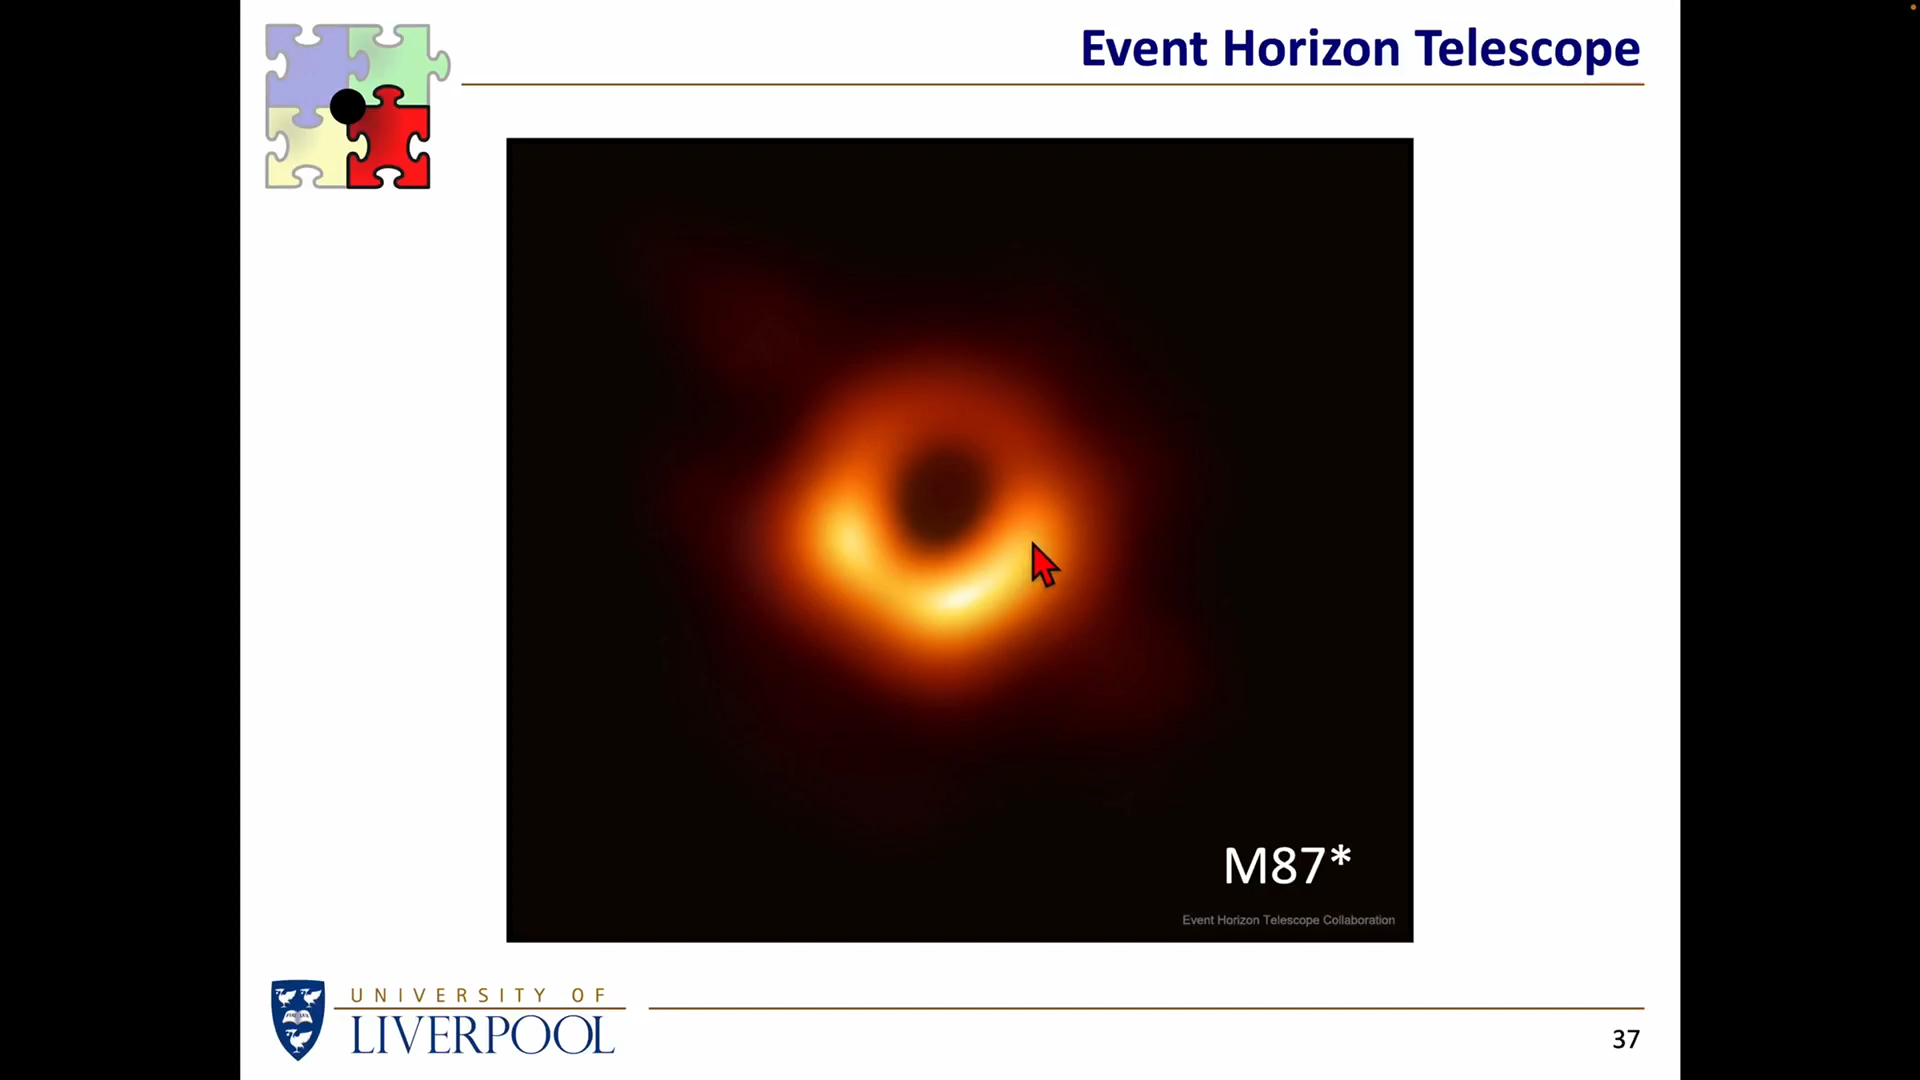 Event Horizon Telescope
M87*
Event Horizon Telescope Collaboration
UNIVERSITY OF
LIVERPOOL
37